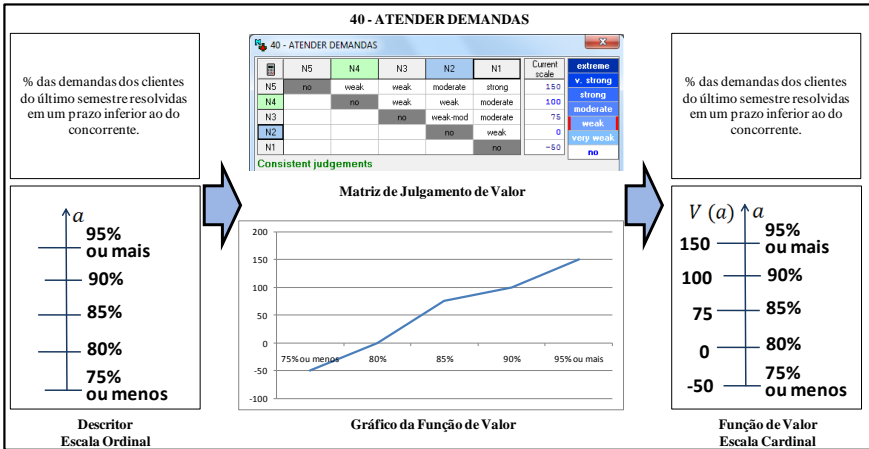 40 - ATENDER DEMANDAS
% das demandas dos clientes
do último semestre resolvidas
em um prazo inferior ao do
concorrente.
a
95%
ou mais
90%
85%
80%
75%
ou menos
Descritor
Escala Ordinal
40 - ATENDER DEMANDAS
N5 N4 N3 N2 N1 Current scale
N5 no weak weak moderate strong 150
N4 no weak weak moderate 100
N3 no weak-mod moderate 75
N2 no weak 0
N1 no -50
extreme
v. strong
strong
moderate
weak
very weak
no
Consistent judgements
Matriz de Julgamento de Valor
200
150
100
50
0
-50
-100
75% ou menos 80% 85% 90% 95% ou mais
Gráfico da Função de Valor
% das demandas dos clientes
do último semestre resolvidas
em um prazo inferior ao do
concorrente.
V (a) a
150 95%
ou mais
100 90%
75 85%
0 80%
-50 75%
ou menos
Função de Valor
Escala Cardinal